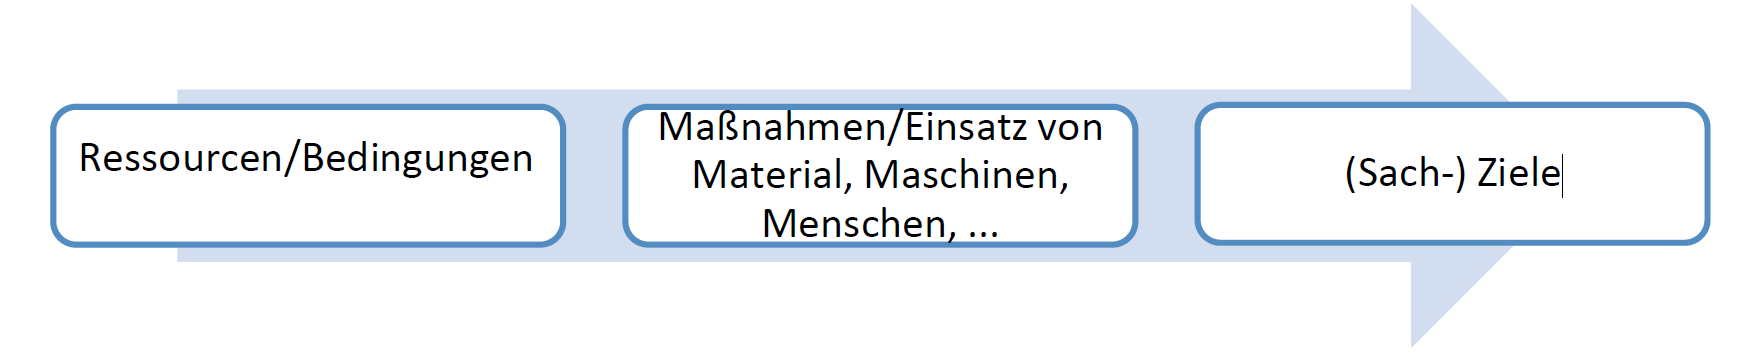 Ressourcen/Bedingungen
Maßnahmen/Einsatz von
Material, Maschinen,
Menschen, ...
(Sach-) Ziele